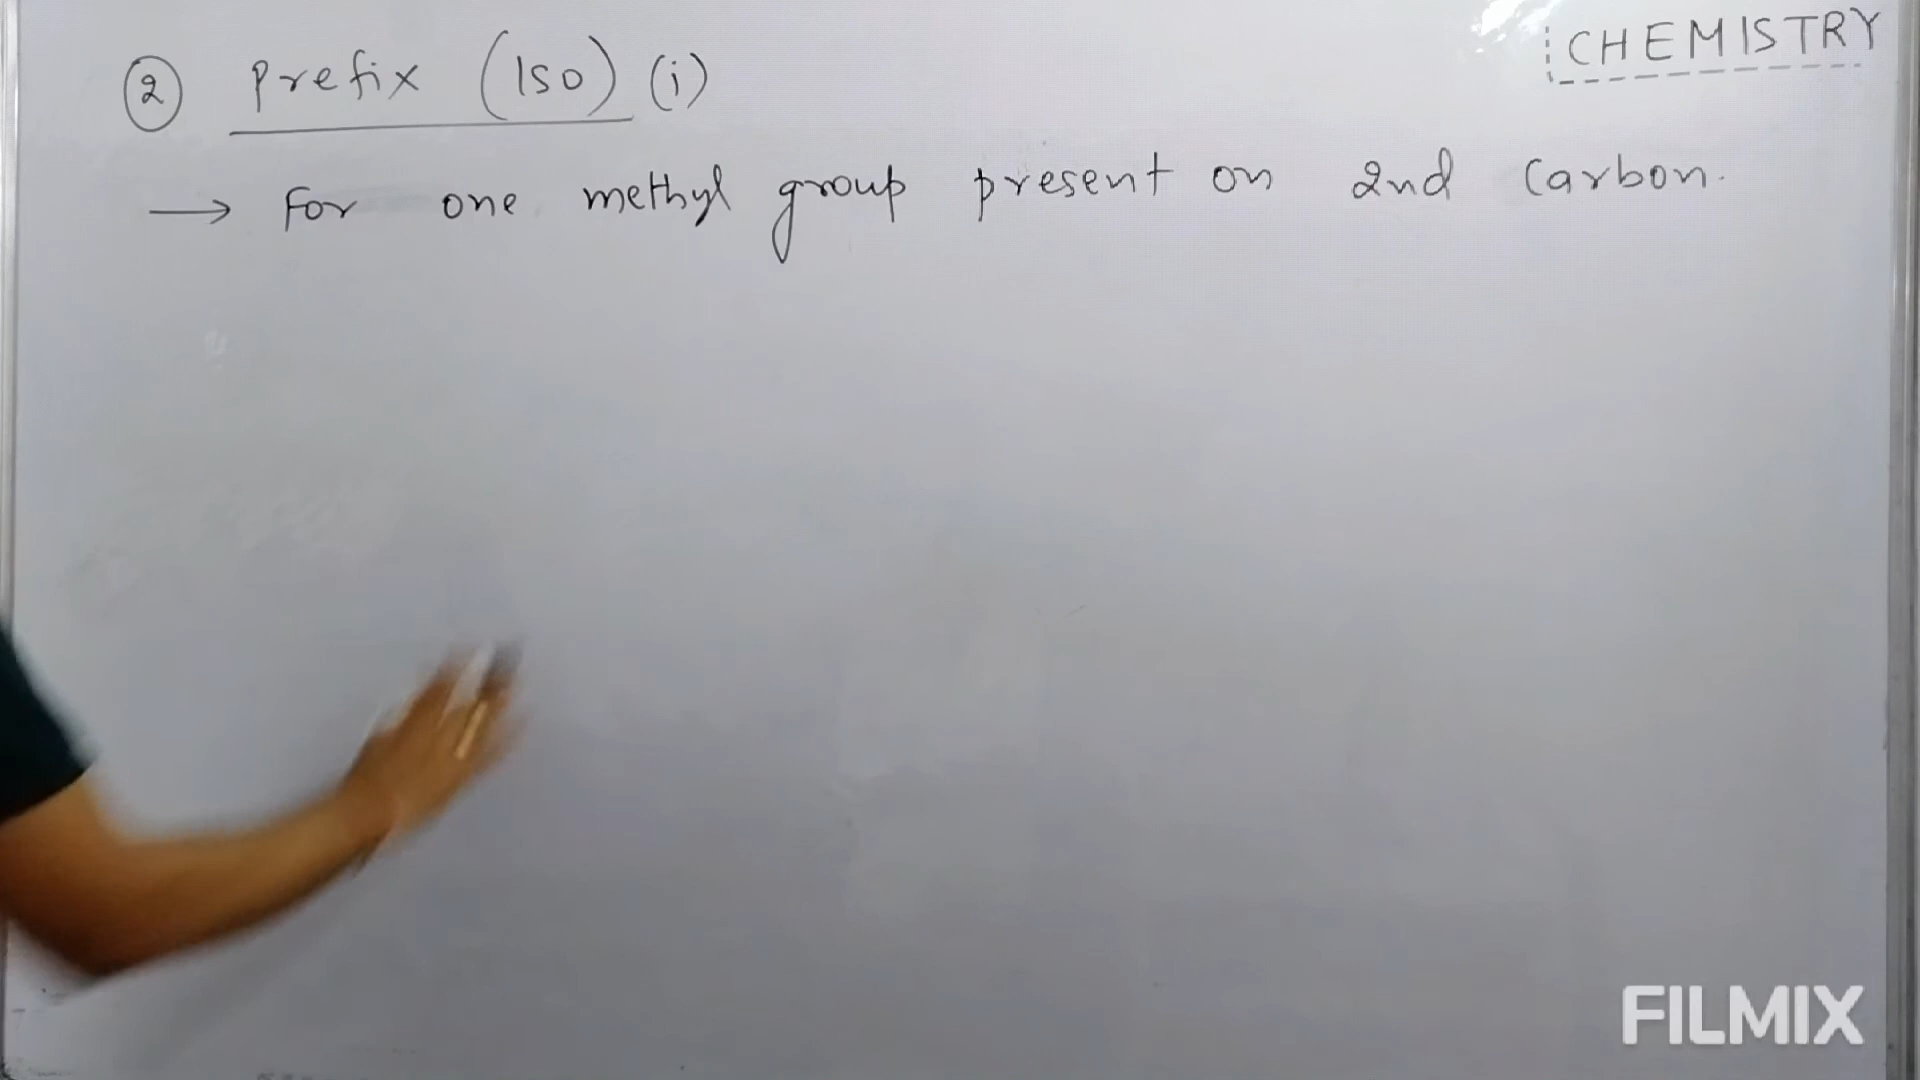 ② Prefix (Iso) (i)
CHEMISTRY
→ For one methyl group present on 2nd Carbon.
FILMIX